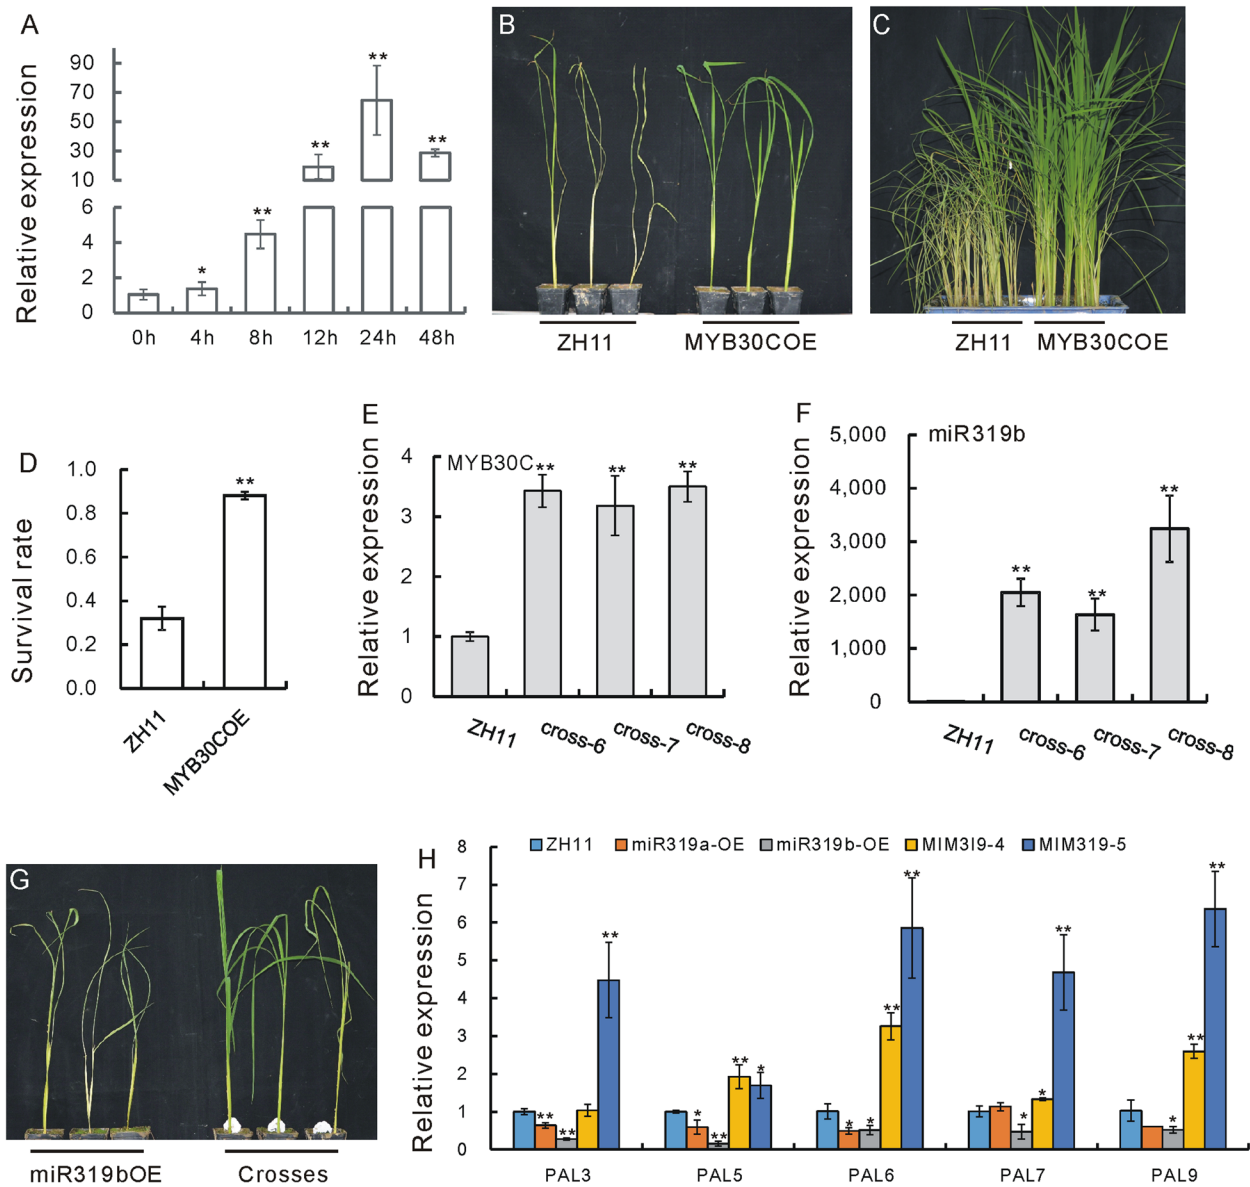 A
Relative expression
90
70
50
30
10
6
4
2
0
** ** ** ** *
0h 4h 8h 12h 24h 48h
B
ZH11 MYB30COE
C
ZH11 MYB30COE
D
Survival rate
1.0
0.8
0.6
0.4
0.2
0.0
**
ZH11 MYB30COE
E
Relative expression
MYB30C
4
3
2
1
0
** ** **
ZH11 cross-6 cross-7 cross-8
F
Relative expression
miR319b
5,000
4,000
3,000
2,000
1,000
0
** ** **
ZH11 cross-6 cross-7 cross-8
G
miR319bOE Crosses
H
Relative expression
8
7
6
5
4
3
2
1
0
ZH11 miR319a-OE miR319b-OE MIM3I9-4 MIM319-5
** ** **
* ** ** *
* * ** **
* * **
* ** **
PAL3 PAL5 PAL6 PAL7 PAL9